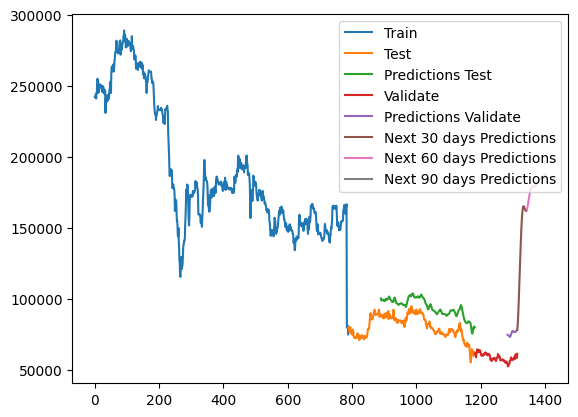 300000
250000
200000
150000
100000
50000
0
200
400
600
800
1000
1200
1400
Train
Test
Predictions Test
Validate
Predictions Validate
Next 30 days Predictions
Next 60 days Predictions
Next 90 days Predictions